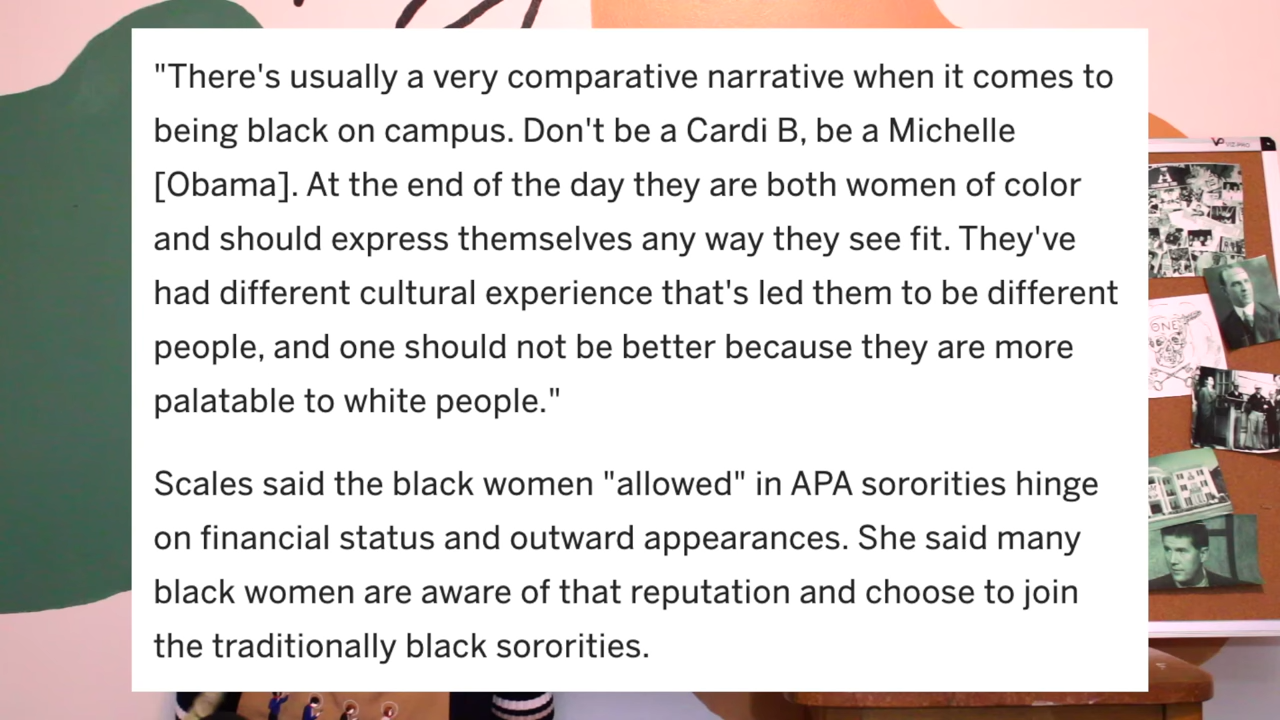 "There's usually a very comparative narrative when it comes to
being black on campus. Don't be a Cardi B, be a Michelle
[Obama]. At the end of the day they are both women of color
and should express themselves any way they see fit. They've
had different cultural experience that's led them to be different
people, and one should not be better because they are more
palatable to white people."
Scales said the black women "allowed" in APA sororities hinge
on financial status and outward appearances. She said many
black women are aware of that reputation and choose to join
the traditionally black sororities.
ONE